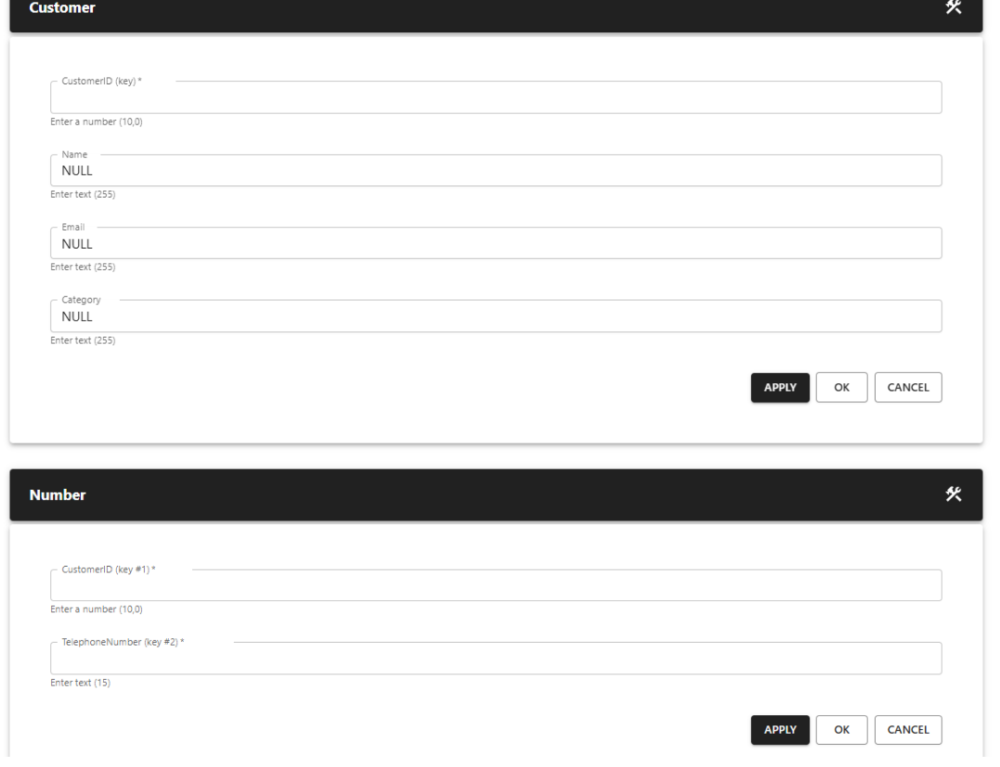 Customer
CustomerID (key) *
Enter a number (10,0)
Name
NULL
Enter text (255)
Email
NULL
Enter text (255)
Category
NULL
Enter text (255)
APPLY OK CANCEL
Number
CustomerID (key #1) *
Enter a number (10,0)
TelephoneNumber (key #2) *
Enter text (15)
APPLY OK CANCEL